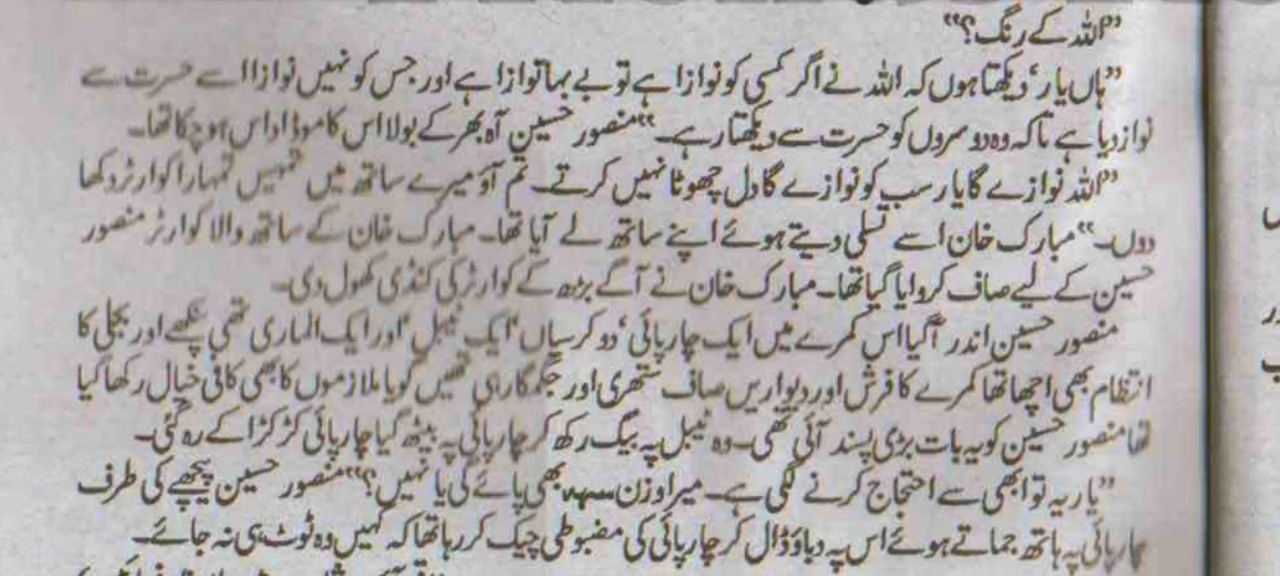 ”اللہ کے رنگ؟“
”ہاں یار‘ دیکھتا ہوں کہ اللہ نے اگر کسی کو نوازا ہے تو بے بہا نوازا ہے اور جس کو نہیں نوازا اسے حسرت سے
نواز دیا ہے تاکہ وہ دوسروں کو حسرت سے دیکھتا رہے۔“ منصور حسین آہ بھر کے بولا اس کا موڈ اداس ہو چکا تھا۔
”اللہ نوازے گا یار سب کو نوازے گا دل چھوٹا نہیں کرتے۔ تم آؤ میرے ساتھ میں تمہیں تمہارا کوارٹر دکھا
دوں۔“ مبارک خان اسے تسلی دیتے ہوئے اپنے ساتھ لے آیا تھا۔ مبارک خان کے ساتھ والا کوارٹر منصور
حسین کے لیے صاف کروایا گیا تھا۔ مبارک خان نے آگے بڑھ کے کوارٹر کی کنڈی کھول دی۔
منصور حسین اندر آگیا اس کمرے میں ایک چارپائی‘ دو کرسیاں‘ ایک ٹیبل‘ اور ایک الماری تھی پنکھے اور بجلی کا
انتظام بھی اچھا تھا کمرے کا فرش اور دیواریں صاف ستھری اور جگمگا رہی تھیں گویا ملازموں کا بھی کافی خیال رکھا گیا
تھا منصور حسین کو یہ بات بڑی پسند آئی تھی۔ وہ ٹیبل پہ بیگ رکھ کر چارپائی پہ بیٹھ گیا چارپائی کڑکڑا کے رہ گئی۔
”یار یہ تو ابھی سے احتجاج کرنے لگی ہے۔ میرا وزن سہہ بھی پائے گی یا نہیں؟“ منصور حسین پیچھے کی طرف
چارپائی پہ ہاتھ جماتے ہوئے اس پہ دباؤ ڈال کر چارپائی کی مضبوطی چیک کر رہا تھا کہ کہیں وہ ٹوٹ ہی نہ جائے۔